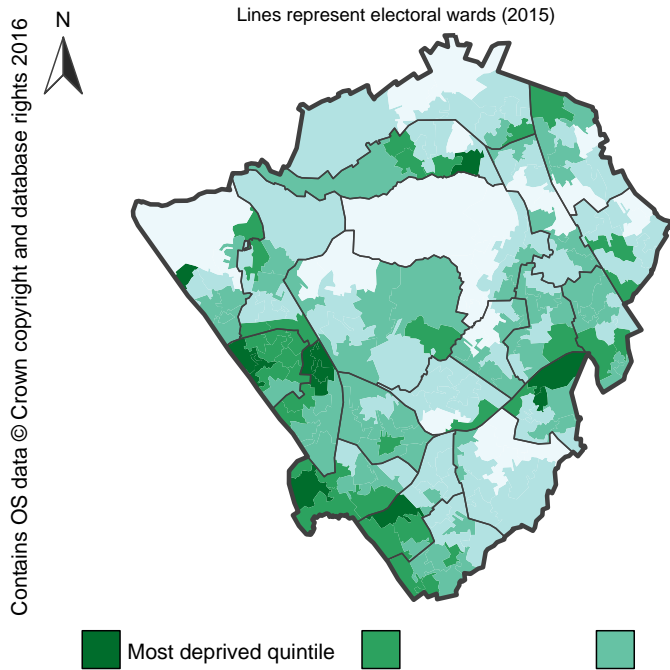 Lines represent electoral wards (2015)
N
Contains OS data © Crown copyright and database rights 2016
Most deprived quintile